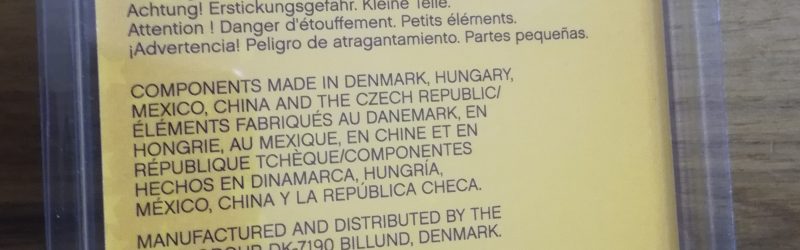 Achtung! Erstickungsgefahr. Kleine Teile.
Attention ! Danger d'étouffement. Petits éléments.
¡Advertencia! Peligro de atragantamiento. Partes pequeñas.
COMPONENTS MADE IN DENMARK, HUNGARY,
MEXICO, CHINA AND THE CZECH REPUBLIC/
ÉLÉMENTS FABRIQUÉS AU DANEMARK, EN
HONGRIE, AU MEXIQUE, EN CHINE ET EN
RÉPUBLIQUE TCHÈQUE/COMPONENTES
HECHOS EN DINAMARCA, HUNGRÍA,
MÉXICO, CHINA Y LA REPÚBLICA CHECA.
MANUFACTURED AND DISTRIBUTED BY THE
DK-7190 BILLUND, DENMARK.